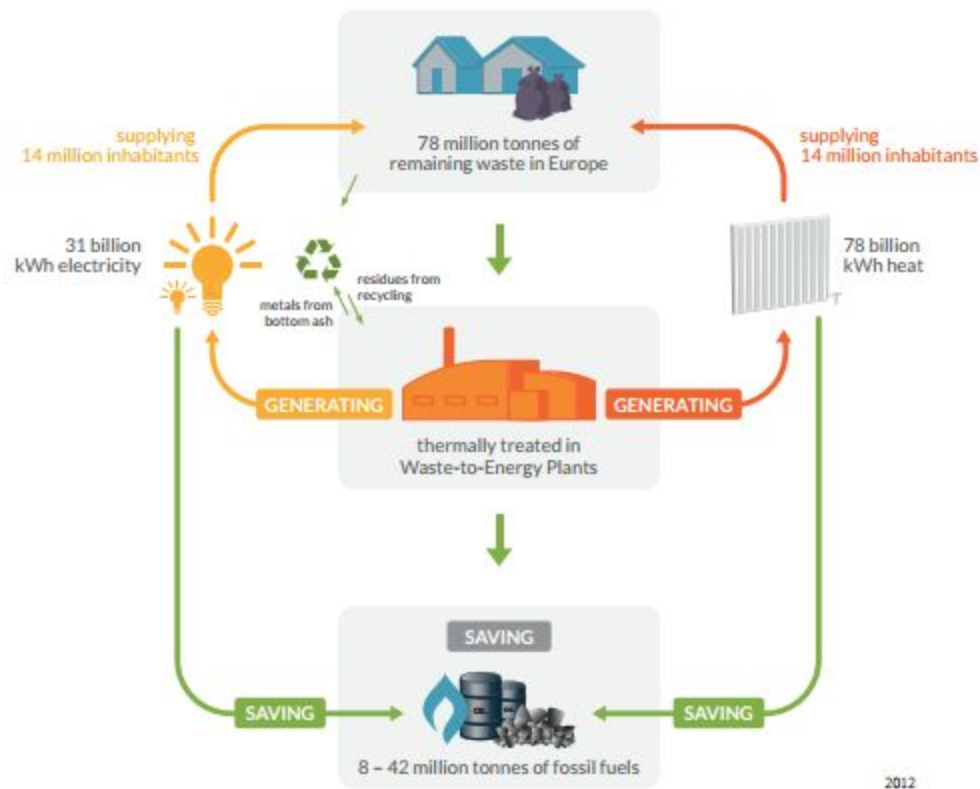 78 million tonnes of
remaining waste in Europe
supplying
14 million inhabitants
supplying
14 million inhabitants
31 billion
kWh electricity
78 billion
kWh heat
residues from
recycling
metals from
bottom ash
GENERATING
GENERATING
thermally treated in
Waste-to-Energy Plants
SAVING
SAVING
SAVING
8 – 42 million tonnes of fossil fuels
2012